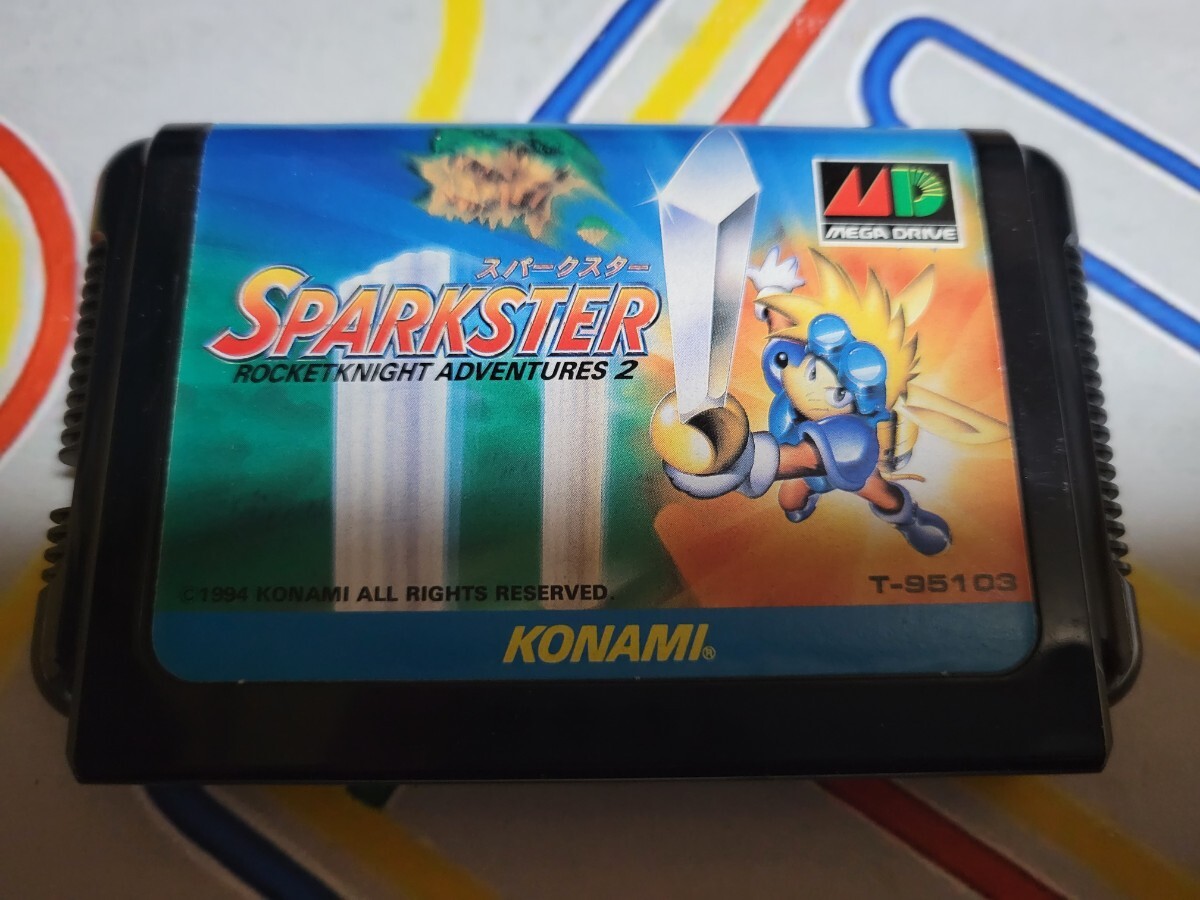 MD
MEGA DRIVE
スパークスター
SPARKSTER
ROCKETKNIGHT ADVENTURES 2
©1994 KONAMI ALL RIGHTS RESERVED.
T-95103
KONAMI®